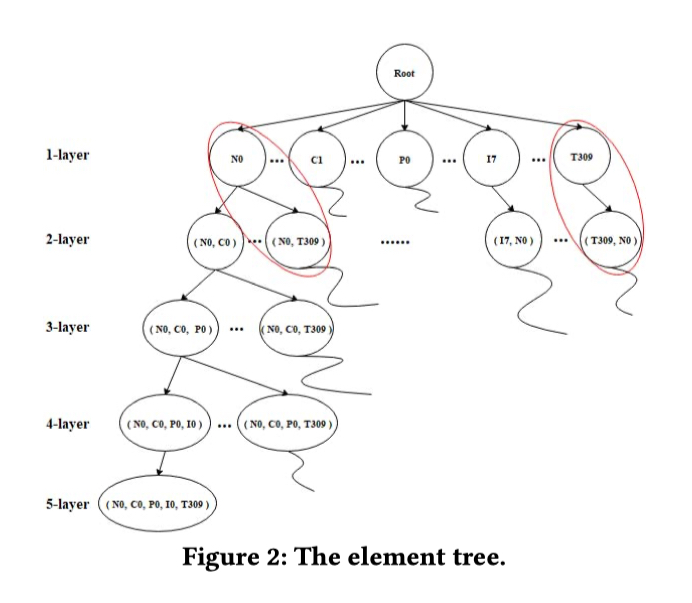 Root
1-layer N0 ... C1 ... P0 ... I7 ... T309
2-layer ( N0, C0 ) ... ( N0, T309 ) ...... ( I7, N0 ) ... ( T309, N0 )
3-layer ( N0, C0, P0 ) ... ( N0, C0, T309 )
4-layer ( N0, C0, P0, I0 ) ... ( N0, C0, P0, T309 )
5-layer ( N0, C0, P0, I0, T309 )
Figure 2: The element tree.